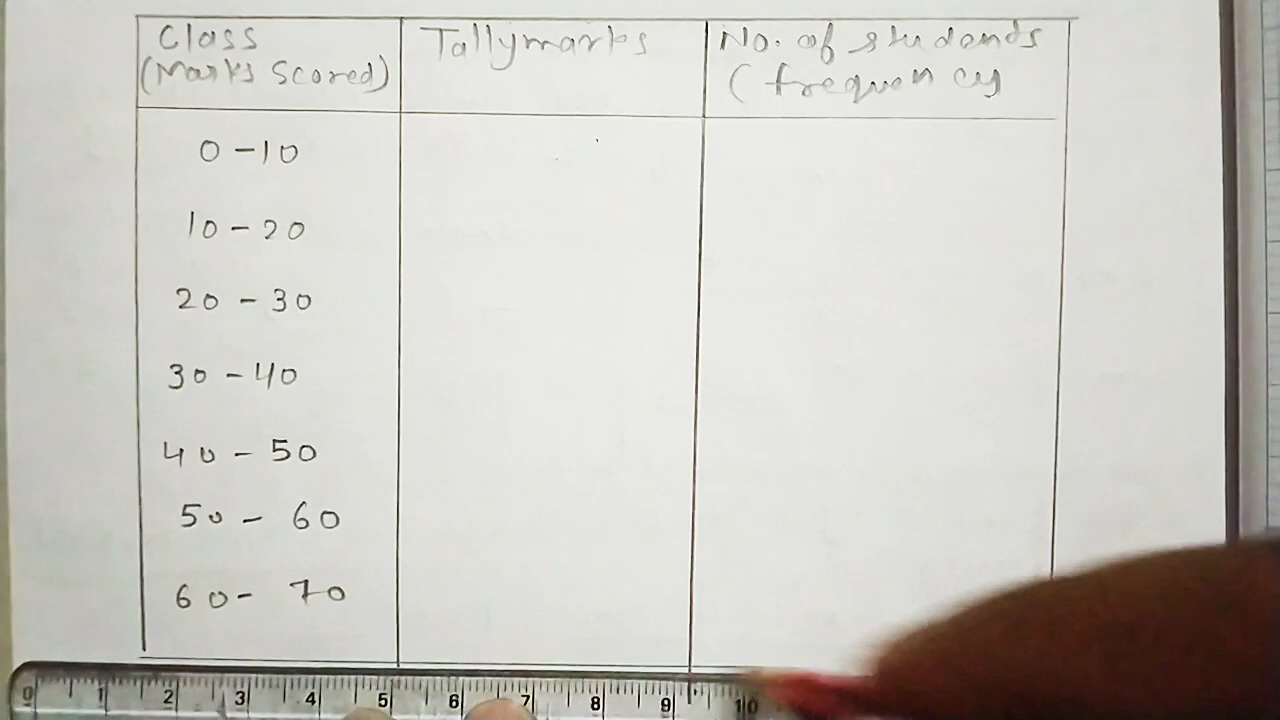 Class
(Marks Scored)
Tallymarks
No. of students
(frequency
0 - 10
10 - 20
20 - 30
30 - 40
40 - 50
50 - 60
60 - 70
0 1 2 3 4 5 6 7 8 9 10